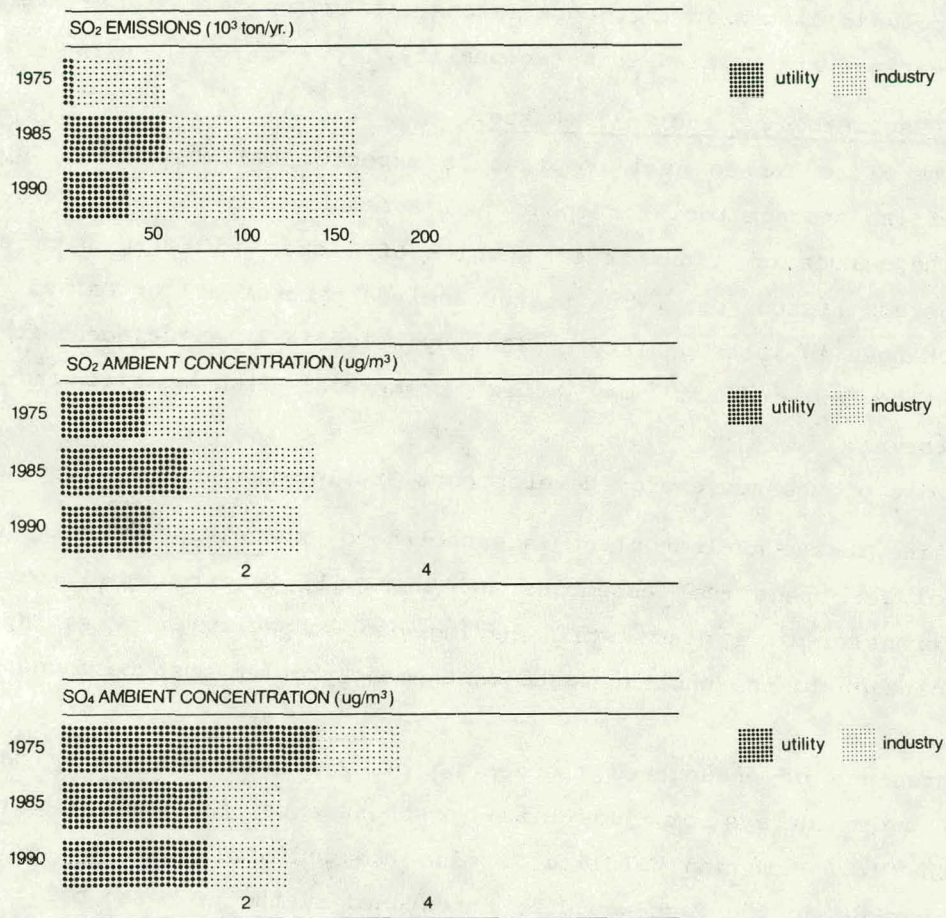 SO₂ EMISSIONS (10³ ton/yr.)
1975
utility industry
1985
1990
50 100 150 200
SO₂ AMBIENT CONCENTRATION (ug/m³)
1975
utility industry
1985
1990
2 4
SO₄ AMBIENT CONCENTRATION (ug/m³)
1975
utility industry
1985
1990
2 4